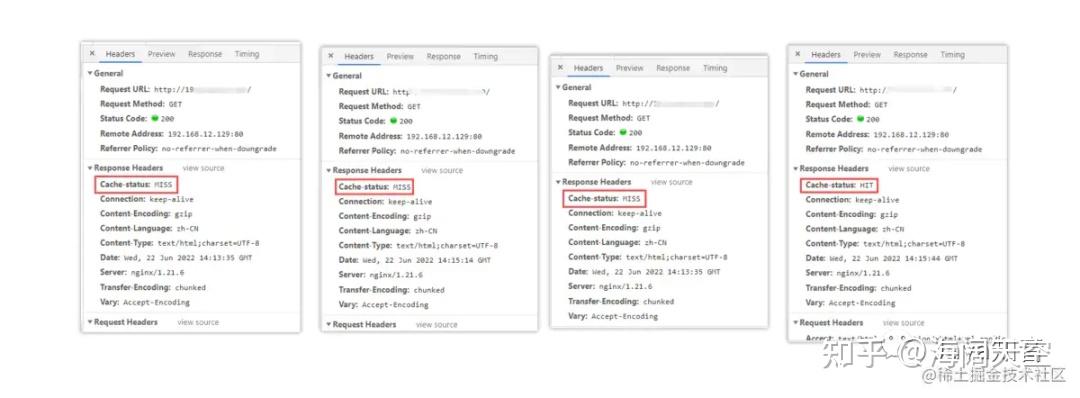 × Headers Preview Response Timing
▼ General
Request URL: http://19 /
Request Method: GET
Status Code: 200
Remote Address: 192.168.12.129:80
Referrer Policy: no-referrer-when-downgrade
▼ Response Headers view source
Cache-status: MISS
Connection: keep-alive
Content-Encoding: gzip
Content-Language: zh-CN
Content-Type: text/html;charset=UTF-8
Date: Wed, 22 Jun 2022 14:13:35 GMT
Server: nginx/1.21.6
Transfer-Encoding: chunked
Vary: Accept-Encoding
▼ Request Headers view source
× Headers Preview Response Timing
▼ General
Request URL: http: /
Request Method: GET
Status Code: 200
Remote Address: 192.168.12.129:80
Referrer Policy: no-referrer-when-downgrade
▼ Response Headers view source
Cache-status: MISS
Connection: keep-alive
Content-Encoding: gzip
Content-Language: zh-CN
Content-Type: text/html;charset=UTF-8
Date: Wed, 22 Jun 2022 14:15:14 GMT
Server: nginx/1.21.6
Transfer-Encoding: chunked
Vary: Accept-Encoding
▼ Request Headers view source
× Headers Preview Response Timing
▼ General
Request URL: http:// /
Request Method: GET
Status Code: 200
Remote Address: 192.168.12.129:80
Referrer Policy: no-referrer-when-downgrade
▼ Response Headers view source
Cache-status: MISS
Connection: keep-alive
Content-Encoding: gzip
Content-Language: zh-CN
Content-Type: text/html;charset=UTF-8
Date: Wed, 22 Jun 2022 14:13:35 GMT
Server: nginx/1.21.6
Transfer-Encoding: chunked
Vary: Accept-Encoding
× Headers Preview Response Timing
▼ General
Request URL: http:// /
Request Method: GET
Status Code: 200
Remote Address: 192.168.12.129:80
Referrer Policy: no-referrer-when-downgrade
▼ Response Headers view source
Cache-status: HIT
Connection: keep-alive
Content-Encoding: gzip
Content-Language: zh-CN
Content-Type: text/html;charset=UTF-8
Date: Wed, 22 Jun 2022 14:15:44 GMT
Server: nginx/1.21.6
Transfer-Encoding: chunked
Vary: Accept-Encoding
▼ Request Headers view source
知乎 @海阔天空
@稀土掘金技术社区